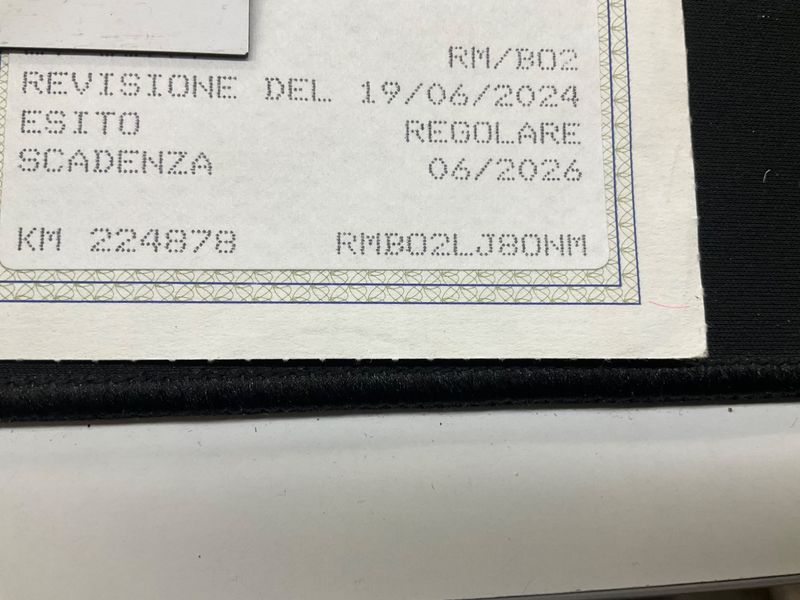 RM/B02
REVISIONE DEL 19/06/2024
ESITO REGOLARE
SCADENZA 06/2026
KM 224878 RMB02LJ80NM